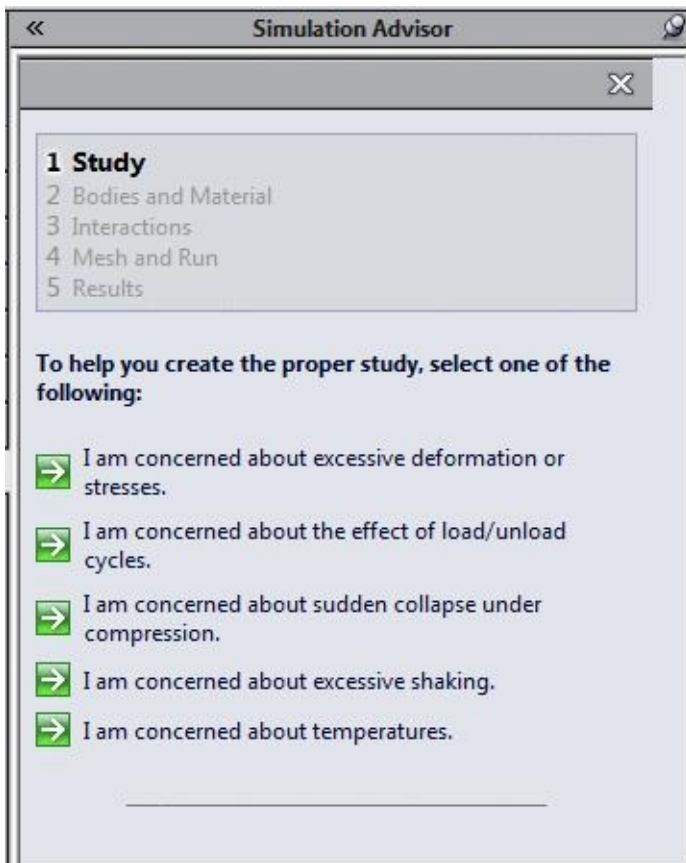 Simulation Advisor
1 Study
2 Bodies and Material
3 Interactions
4 Mesh and Run
5 Results
To help you create the proper study, select one of the
following:
I am concerned about excessive deformation or
stresses.
I am concerned about the effect of load/unload
cycles.
I am concerned about sudden collapse under
compression.
I am concerned about excessive shaking.
I am concerned about temperatures.